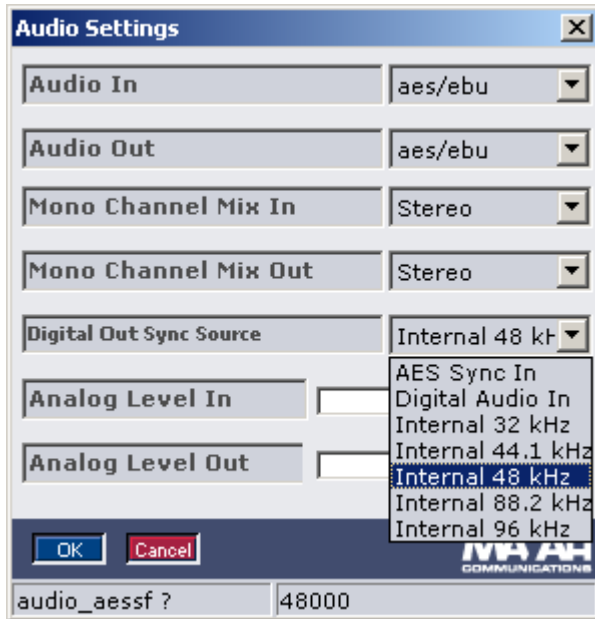 Audio Settings
Audio In aes/ebu
Audio Out aes/ebu
Mono Channel Mix In Stereo
Mono Channel Mix Out Stereo
Digital Out Sync Source Internal 48 kH
AES Sync In
Digital Audio In
Internal 32 kHz
Internal 44.1 kHz
Internal 48 kHz
Internal 88.2 kHz
Internal 96 kHz
Analog Level In
Analog Level Out
OK Cancel
COMMUNICATIONS
audio_aessf ? 48000